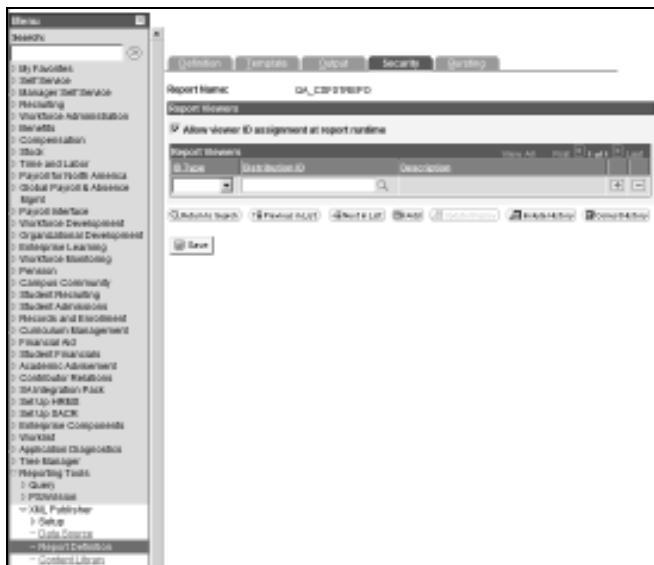 Menu
Search:
My Favorites
Self Service
Manager Self Service
Recruiting
Workforce Administration
Benefits
Compensation
Stock
Time and Labor
Payroll for North America
Global Payroll & Absence
Mgmt
Payroll Interface
Workforce Development
Organizational Development
Enterprise Learning
Workforce Monitoring
Pension
Campus Community
Student Recruiting
Student Admissions
Records and Enrollment
Curriculum Management
Financial Aid
Student Financials
Academic Advisement
Contributor Relations
SA Integration Pack
Set Up HRMS
Set Up SACR
Enterprise Components
Worklist
Application Diagnostics
Tree Manager
Reporting Tools
Query
PS/nVision
XML Publisher
Setup
Data Source
Report Definition
Content Library
Definition Template Output Security Bursting
Report Name:
Report Viewers
Allow viewer ID assignment at report runtime
Report Viewers View All First 1 of 1 Last
ID Type Distribution ID Description
Return to Search Previous in List Next in List Add Update/Display Include History Correct History
Save